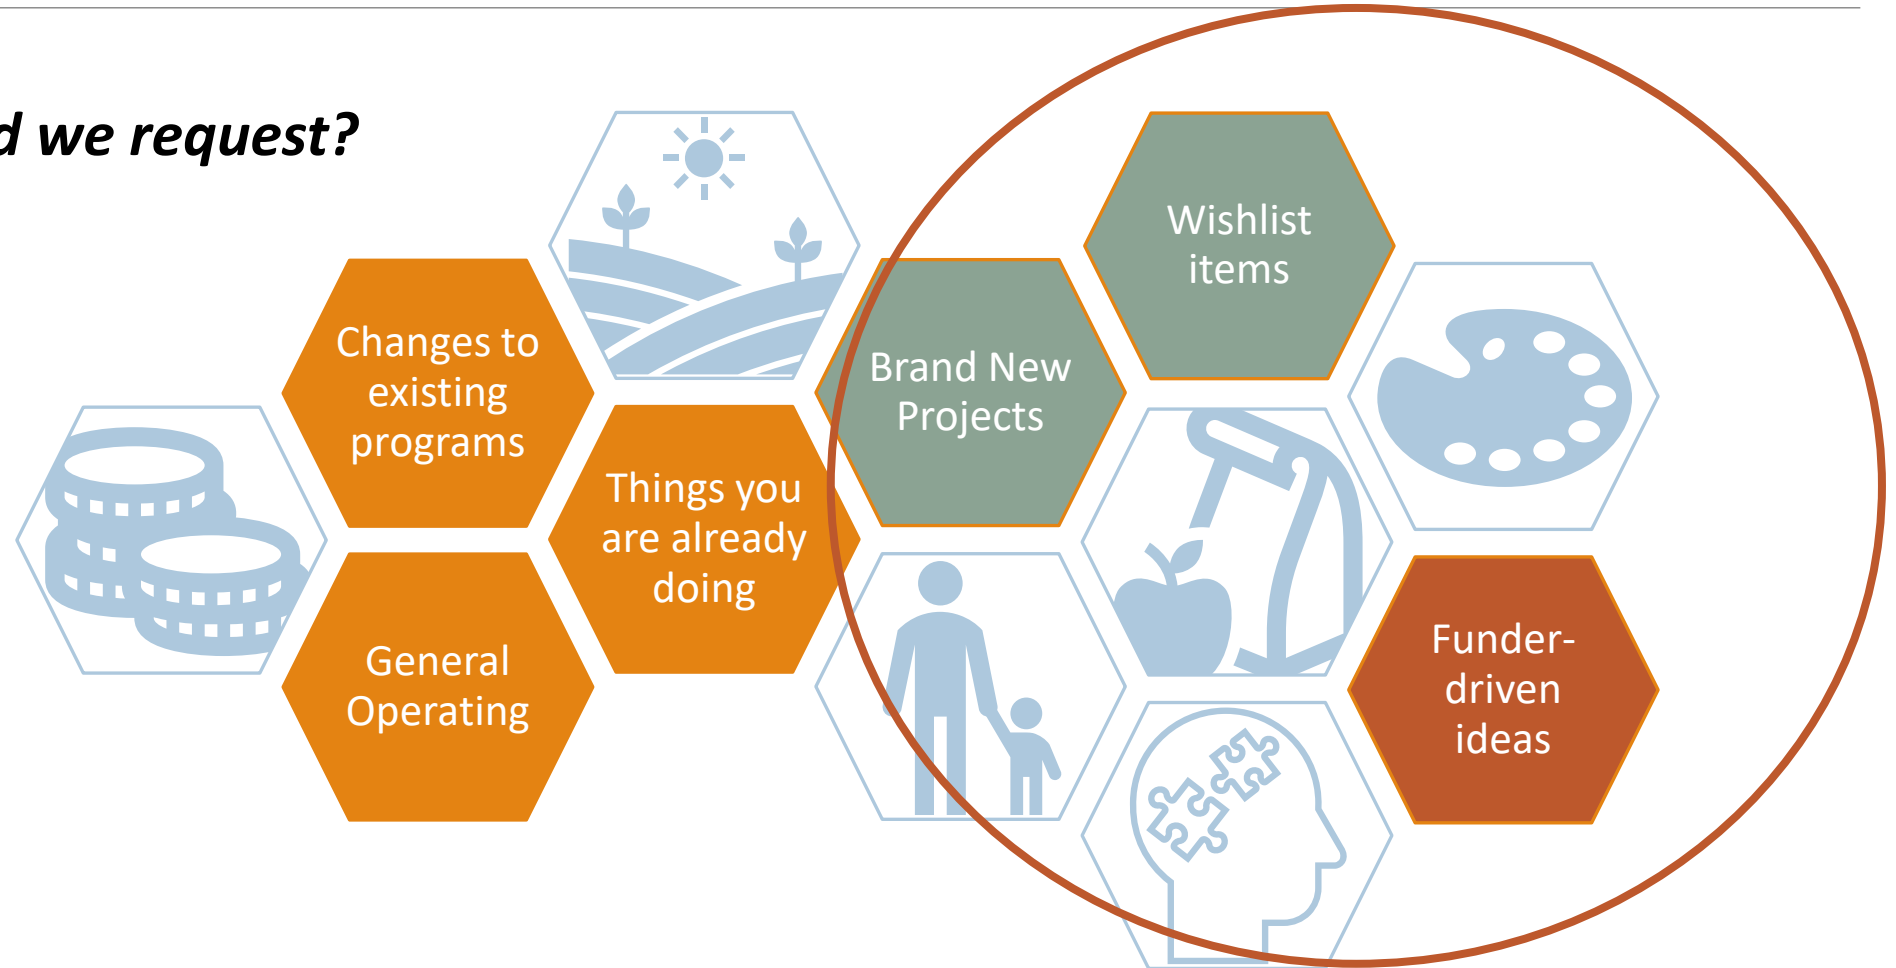 we request?
Changes to
existing
programs
General
Operating
Things you
are already
doing
Brand New
Projects
Wishlist
items
Funder-
driven
ideas